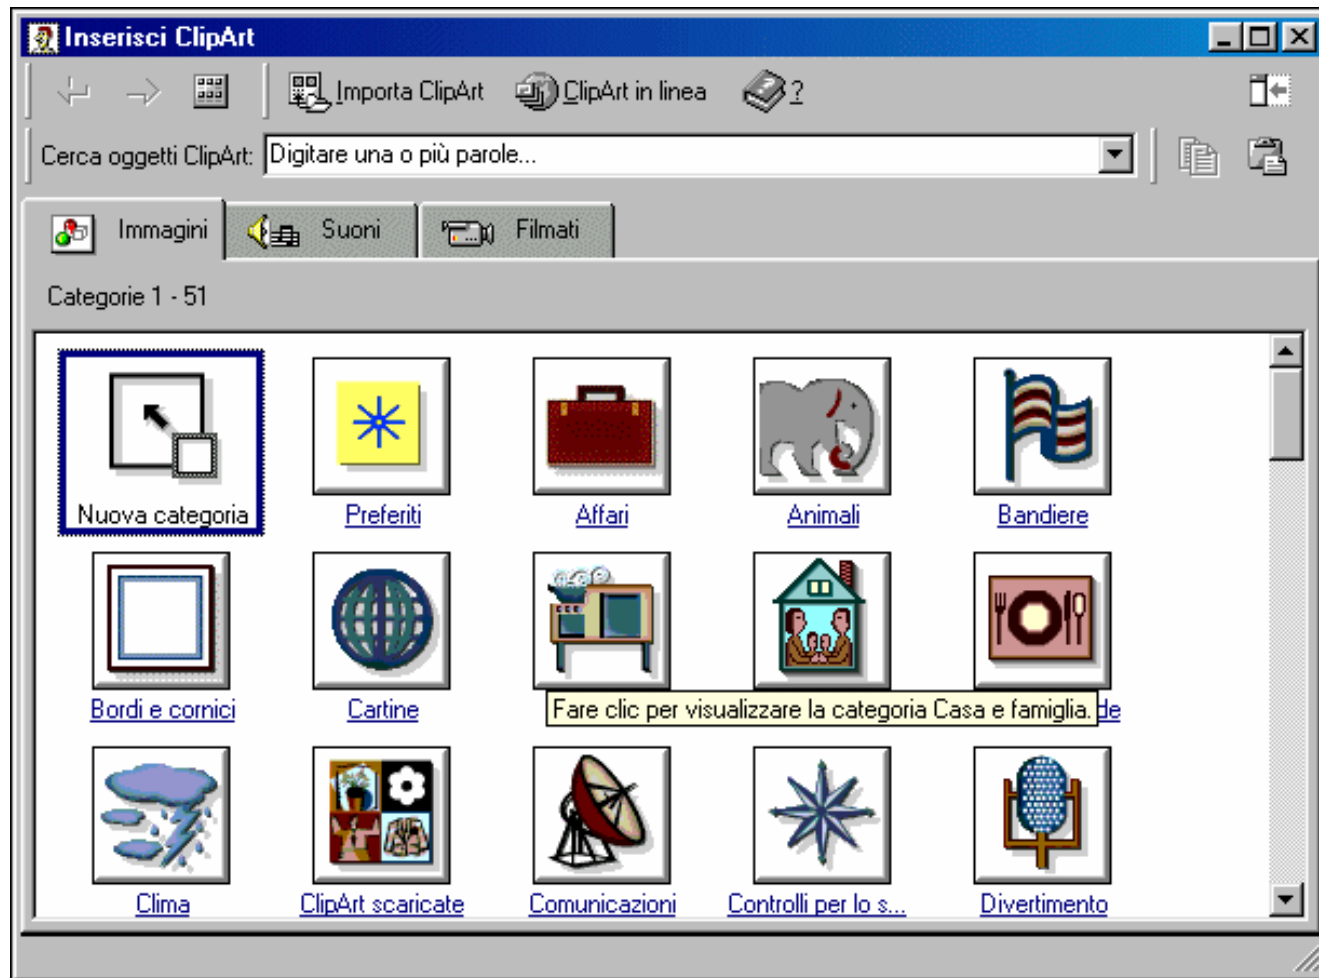 Inserisci ClipArt
Importa ClipArt ClipArt in linea ?
Cerca oggetti ClipArt: Digitare una o più parole...
Immagini Suoni Filmati
Categorie 1 - 51
Nuova categoria Preferiti Affari Animali Bandiere
Bordi e cornici Cartine Fare clic per visualizzare la categoria Casa e famiglia. de
Clima ClipArt scaricate Comunicazioni Controlli per lo s... Divertimento